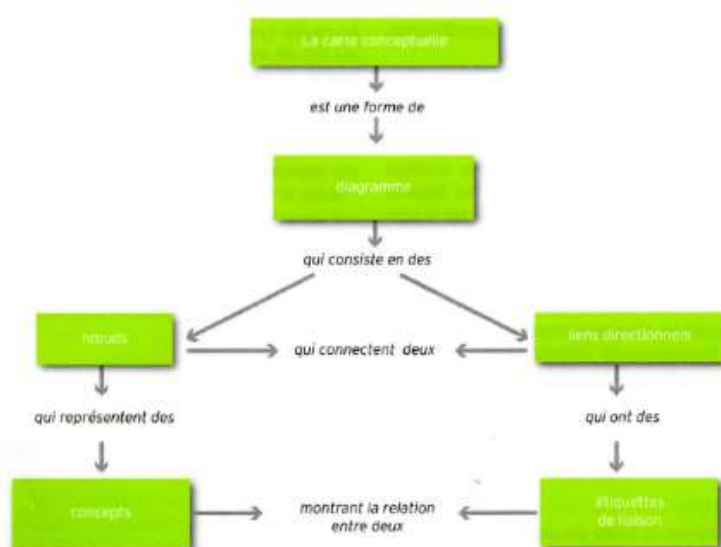 La carte conceptuelle
est une forme de
diagramme
qui consiste en des
nœuds
qui connectent deux
liens directionnels
qui représentent des
qui ont des
concepts
montrant la relation
entre deux
étiquettes
de liaison